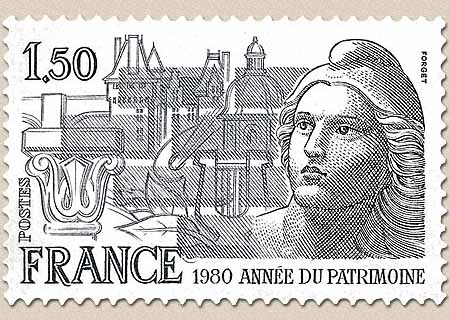 1.50
FORGET
POSTES
FRANCE
1980 ANNÉE DU PATRIMOINE